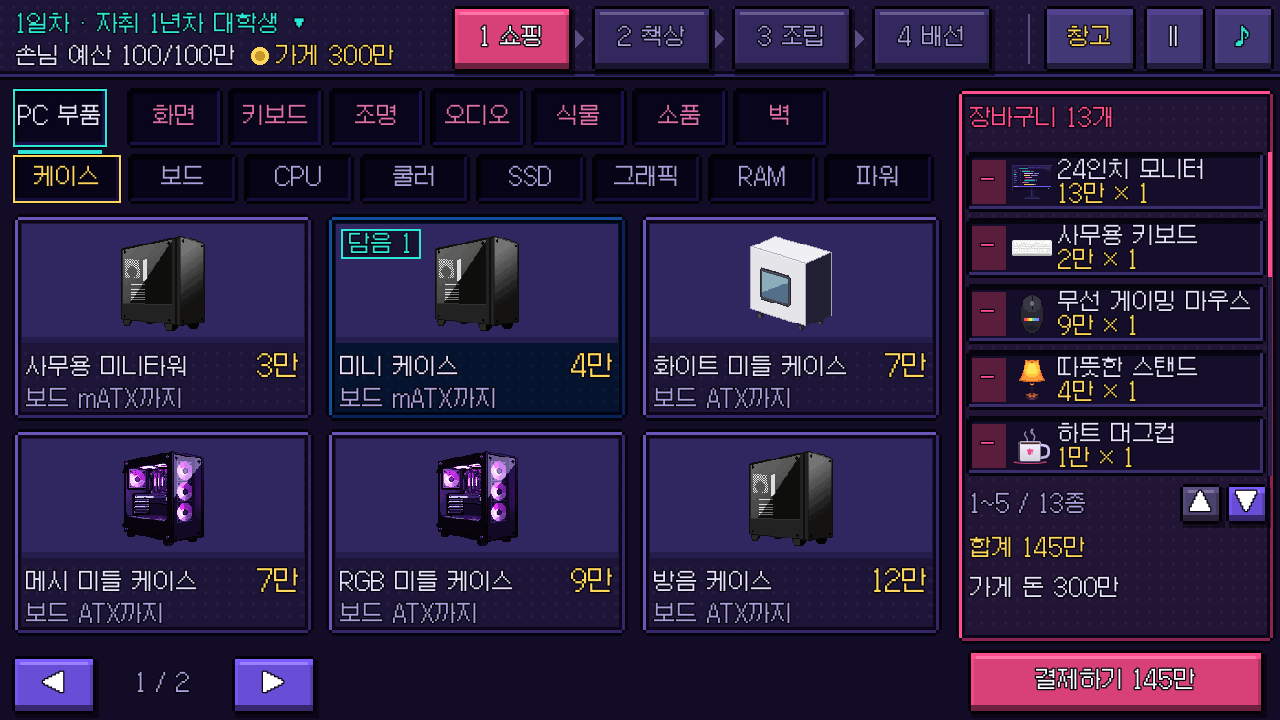 1일차 · 자취 1년차 대학생 ▼
손님 예산 100/100만 가게 300만
1 쇼핑
2 책상
3 조립
4 배선
창고
PC 부품
화면
키보드
조명
오디오
식물
소품
벽
케이스
보드
CPU
쿨러
SSD
그래픽
RAM
파워
사무용 미니타워 3만
보드 mATX까지
담음 1
미니 케이스 4만
보드 mATX까지
화이트 미들 케이스 7만
보드 ATX까지
메시 미들 케이스 7만
보드 ATX까지
RGB 미들 케이스 9만
보드 ATX까지
방음 케이스 12만
보드 ATX까지
1 / 2
장바구니 13개
24인치 모니터
13만 × 1
사무용 키보드
2만 × 1
무선 게이밍 마우스
9만 × 1
따뜻한 스탠드
4만 × 1
하트 머그컵
1만 × 1
1~5 / 13종
합계 145만
가게 돈 300만
결제하기 145만